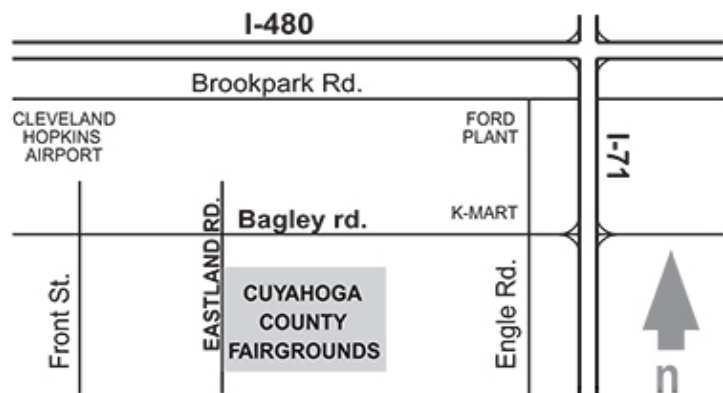 I-480
Brookpark Rd.
CLEVELAND
HOPKINS
AIRPORT
FORD
PLANT
I-71
K-MART
EASTLAND RD.
Bagley rd.
Front St.
CUYAHOGA
COUNTY
FAIRGROUNDS
Engle Rd.
n